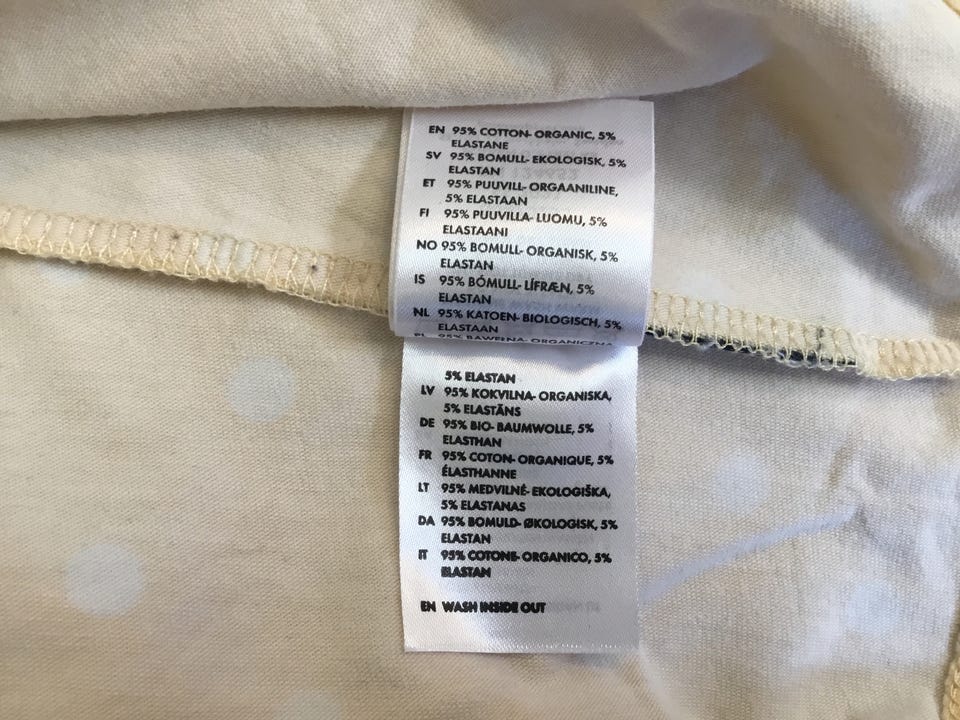 EN 95% COTTON- ORGANIC, 5%
ELASTANE
SV 95% BOMULL- EKOLOGISK, 5%
ELASTAN
ET 95% PUUVILL- ORGAANILINE,
5% ELASTAAN
FI 95% PUUVILLA- LUOMU, 5%
ELASTAANI
NO 95% BOMULL- ORGANISK, 5%
ELASTAN
IS 95% BÓMULL- LÍFRÆN, 5%
ELASTAN
NL 95% KATOEN- BIOLOGISCH, 5%
ELASTAAN
PL 95% BAWEŁNA- ORGANICZNA
5% ELASTAN
LV 95% KOKVILNA- ORGANISKA,
5% ELASTĀNS
DE 95% BIO- BAUMWOLLE, 5%
ELASTHAN
FR 95% COTON- ORGANIQUE, 5%
ÉLASTHANNE
LT 95% MEDVILNĖ- EKOLOGIŠKA,
5% ELASTANAS
DA 95% BOMULD- ØKOLOGISK, 5%
ELASTAN
IT 95% COTONE- ORGANICO, 5%
ELASTAN
EN WASH INSIDE OUT